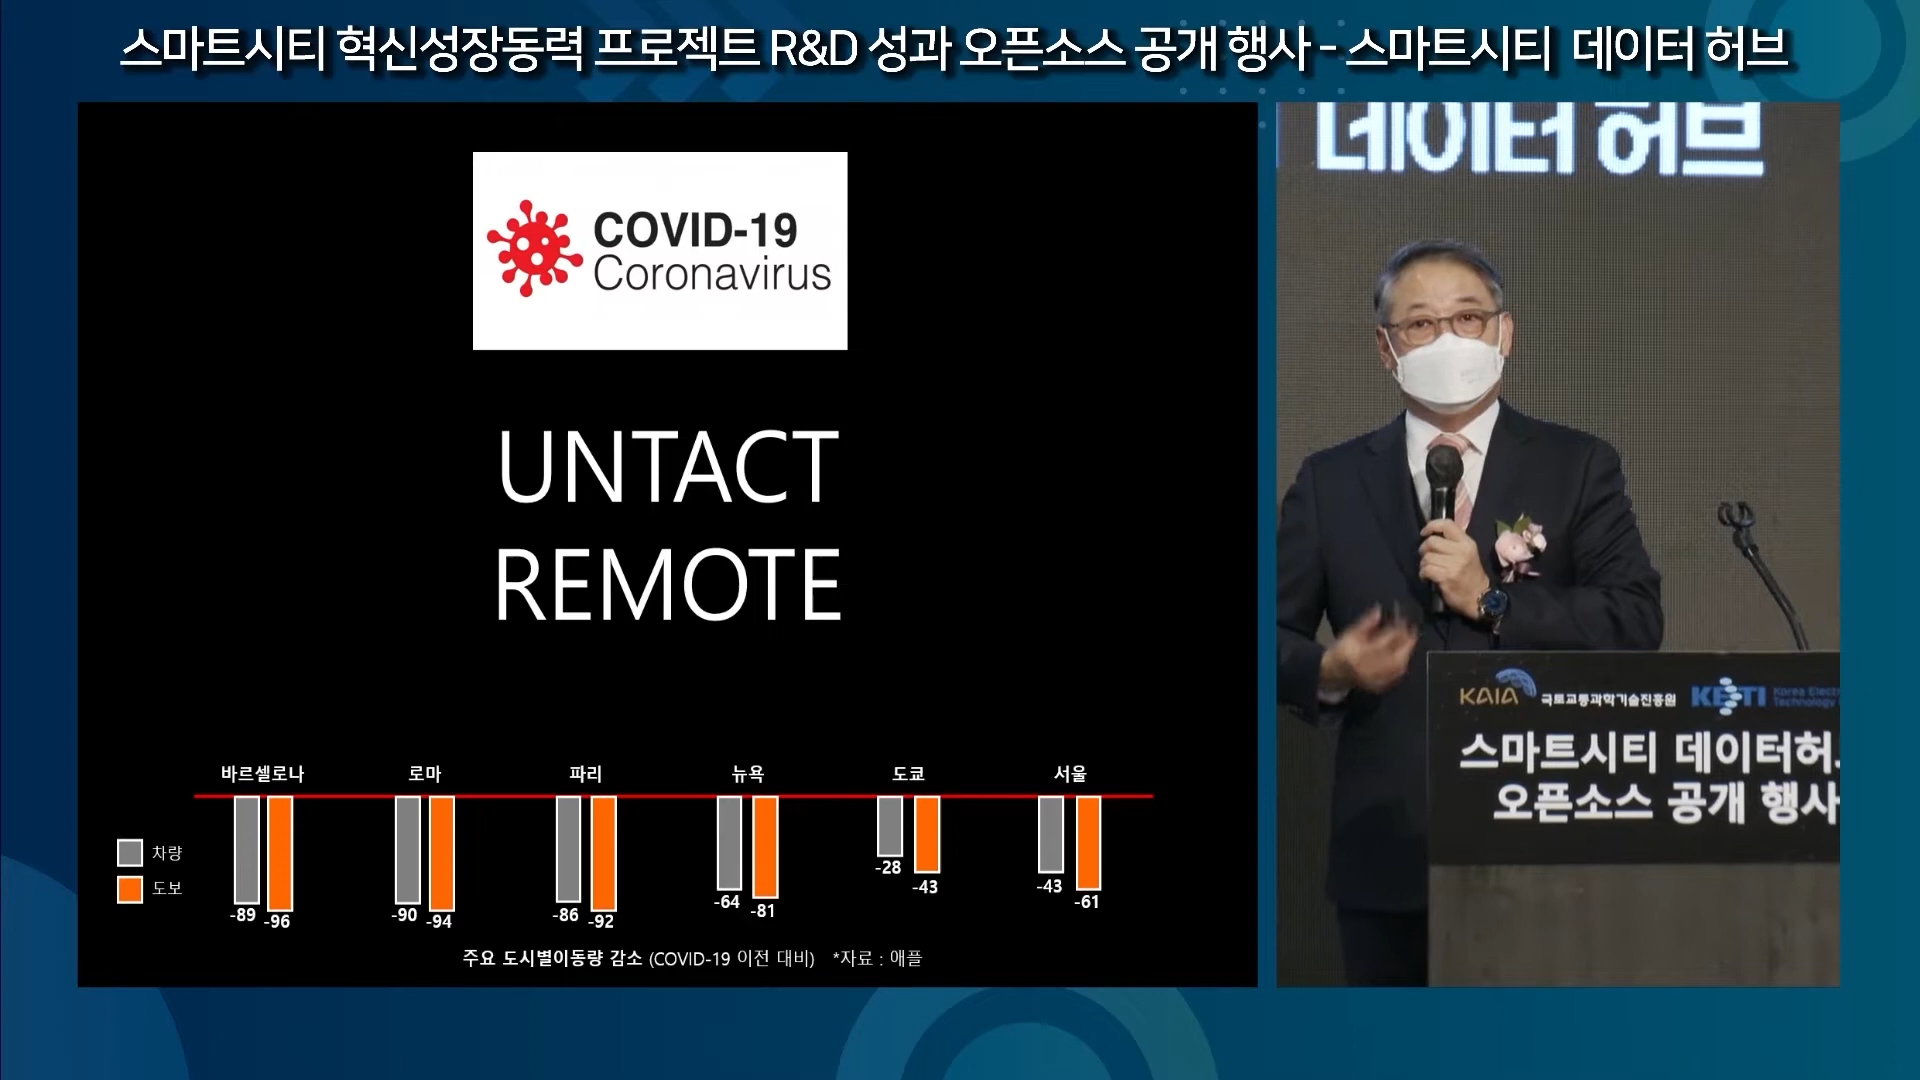 스마트시티 혁신성장동력 프로젝트 R&D 성과 오픈소스 공개 행사 - 스마트시티 데이터 허브
COVID-19
Coronavirus
UNTACT
REMOTE
바르셀로나 로마 파리 뉴욕 도쿄 서울
차량
도보
-89 -96 -90 -94 -86 -92 -64 -81 -28 -43 -43 -61
주요 도시별이동량 감소 (COVID-19 이전 대비) *자료 : 애플
데이터 허브
KAIA 국토교통과학기술진흥원 KETI Korea Elect
Technology
스마트시티 데이터허
오픈소스 공개 행사